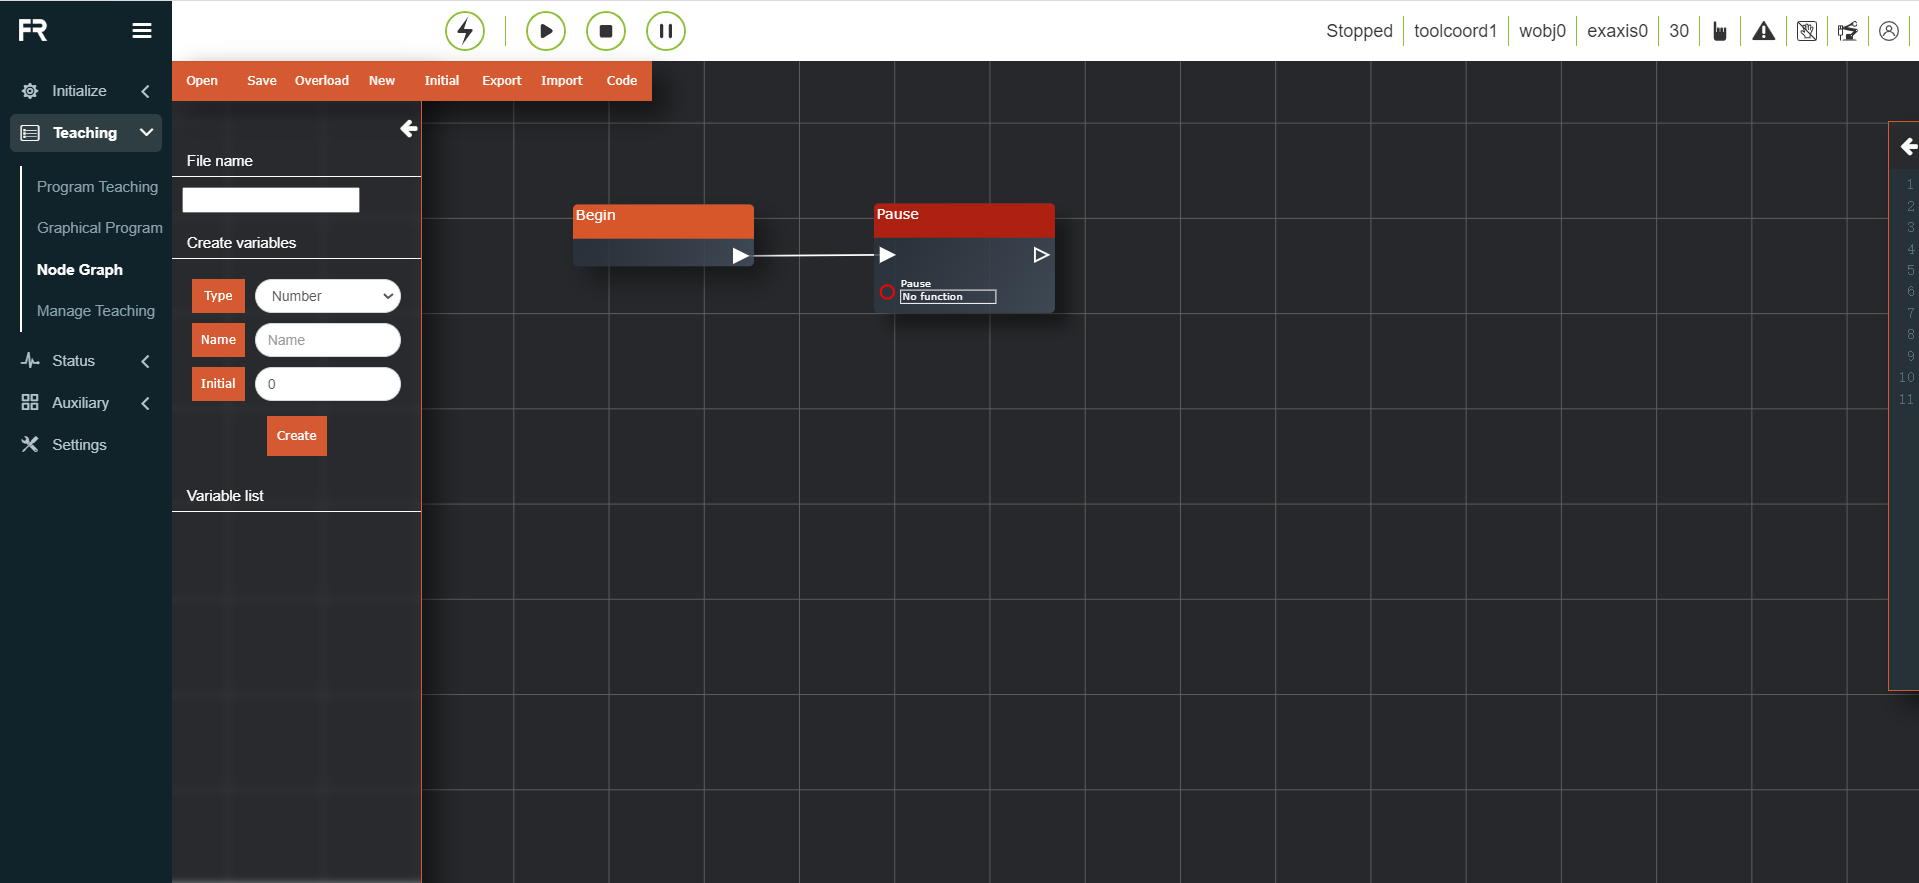 FR
Stopped
toolcoord1
wobj0
exaxis0
30
Open Save Overload New Initial Export Import Code
Initialize
Teaching
Program Teaching
Graphical Program
Node Graph
Manage Teaching
Status
Auxiliary
Settings
File name
Create variables
Type Number
Name Name
Initial 0
Create
Variable list
Begin
Pause
Pause
No function
1
2
3
4
5
6
7
8
9
10
11